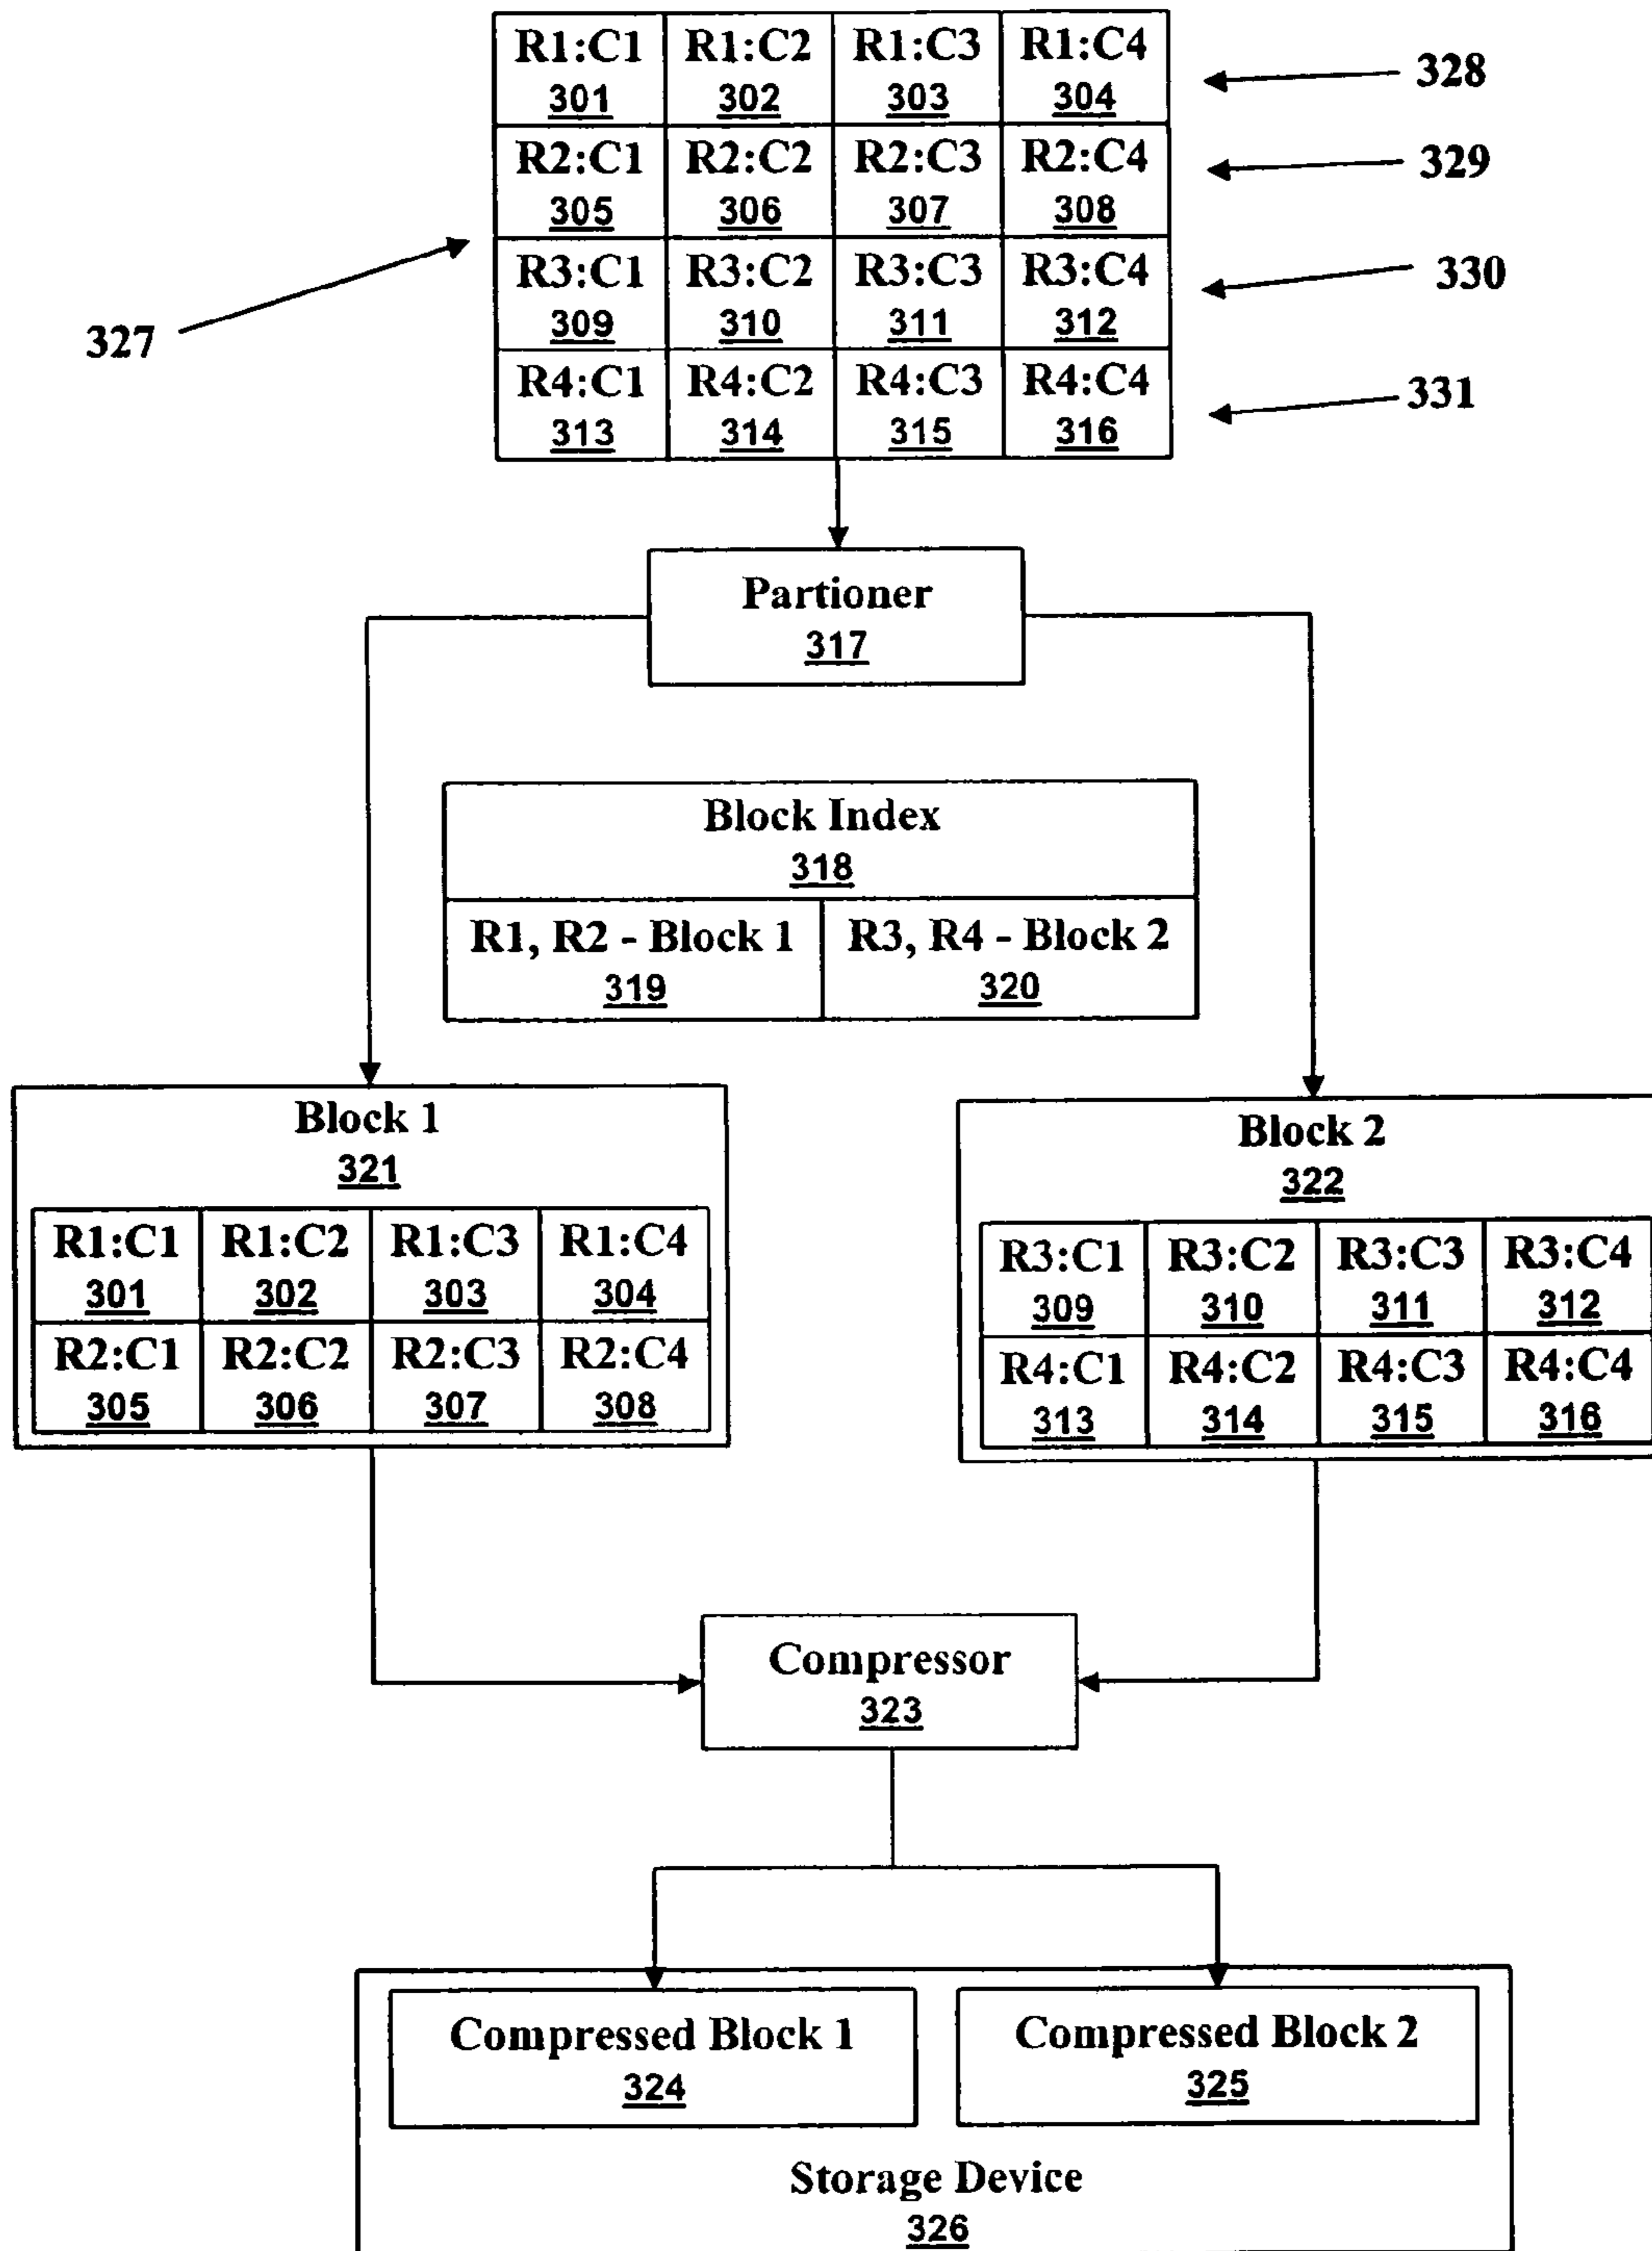 R1:C1 R1:C2 R1:C3 R1:C4
301 302 303 304
328
R2:C1 R2:C2 R2:C3 R2:C4
305 306 307 308
329
R3:C1 R3:C2 R3:C3 R3:C4
309 310 311 312
330
327
R4:C1 R4:C2 R4:C3 R4:C4
313 314 315 316
331
Partioner
317
Block Index
318
R1, R2 - Block 1
319
R3, R4 - Block 2
320
Block 1
321
R1:C1 R1:C2 R1:C3 R1:C4
301 302 303 304
R2:C1 R2:C2 R2:C3 R2:C4
305 306 307 308
Block 2
322
R3:C1 R3:C2 R3:C3 R3:C4
309 310 311 312
R4:C1 R4:C2 R4:C3 R4:C4
313 314 315 316
Compressor
323
Compressed Block 1
324
Compressed Block 2
325
Storage Device
326